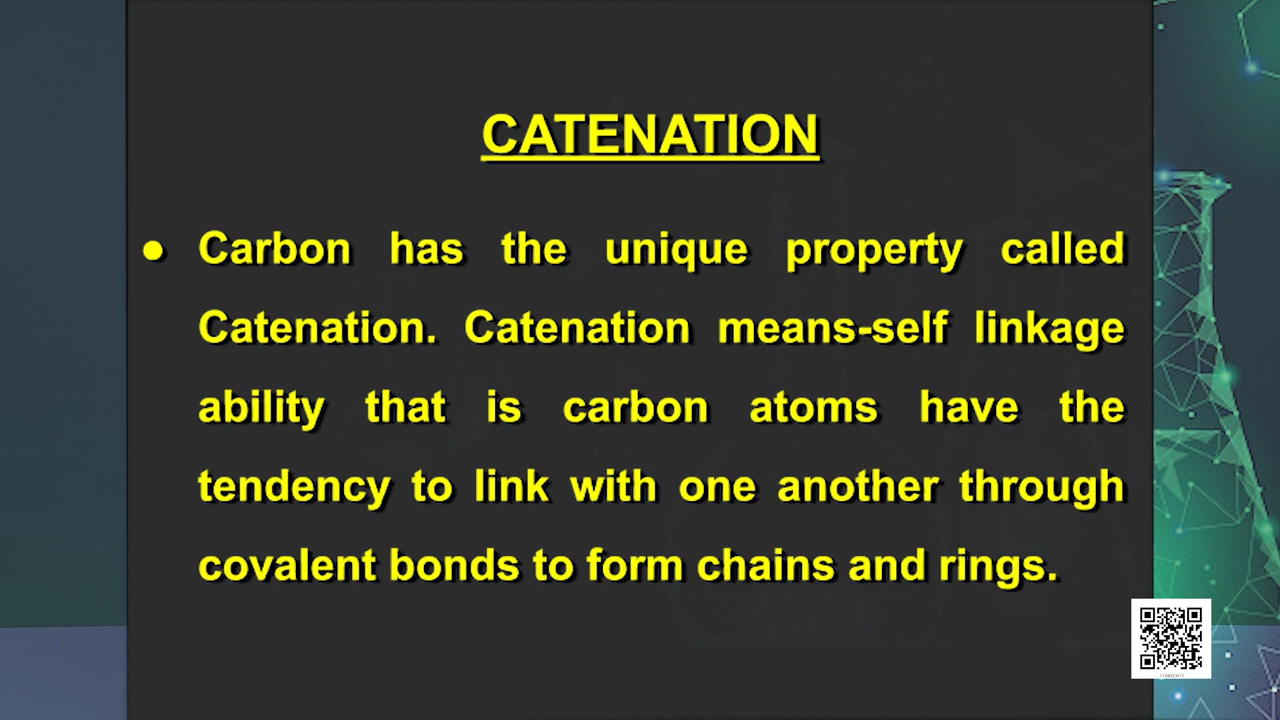 CATENATION
● Carbon has the unique property called
Catenation. Catenation means-self linkage
ability that is carbon atoms have the
tendency to link with one another through
covalent bonds to form chains and rings.